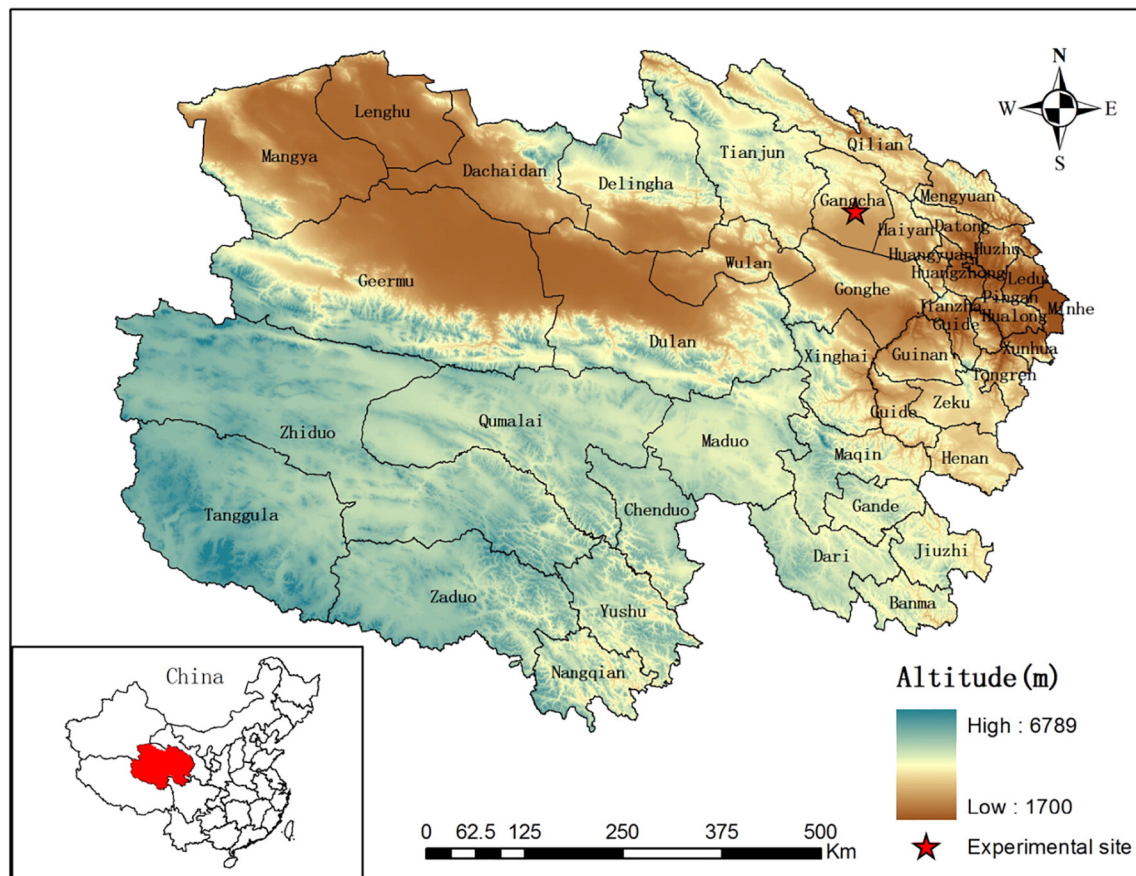 N
W E
S
Lenghu
Mangya
Dachaidan
Delingha
Tianjun
Qilian
Gangcha
Mengyuan
Haiyan
Datong
Huzhu
Huangyuan
Huangzhong
Ledu
Wulan
Geermu
Gonghe
Jianzha
Pingan
Hualong
Minhe
Guide
Dulan
Xinghai
Guinan
Xunhua
Tongren
Zeku
Guide
Qumalai
Zhiduo
Maduo
Maqin
Henan
Tanggula
Chenduo
Gande
Dari
Jiuzhi
Zaduo
Yushu
Banma
Nangqian
China
Altitude(m)
High : 6789
Low : 1700
0 62.5 125 250 375 500
Km
Experimental site